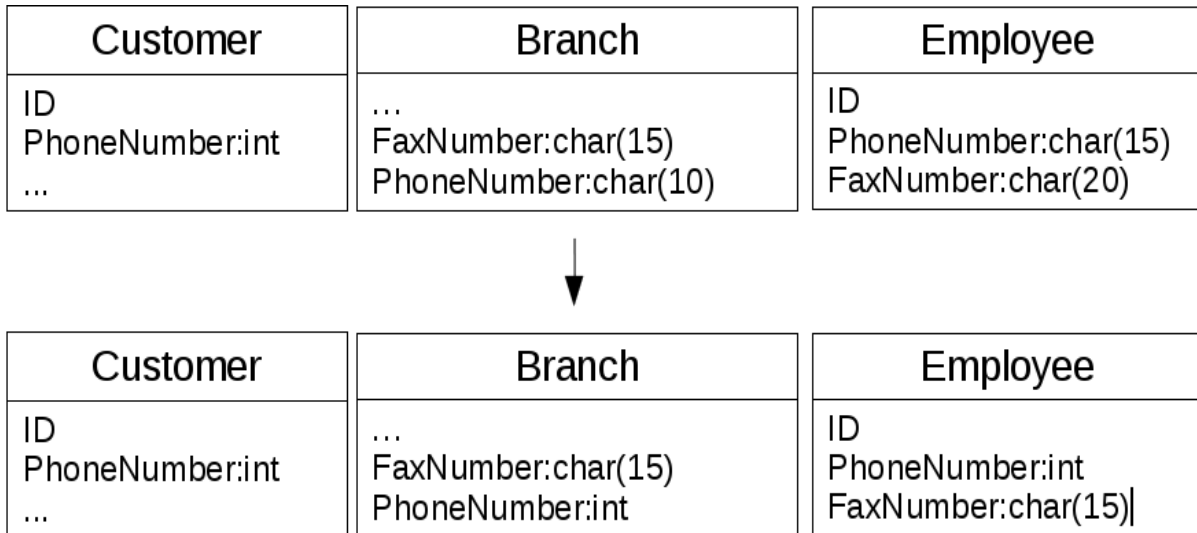 Customer
ID
PhoneNumber:int
...
Branch
...
FaxNumber:char(15)
PhoneNumber:char(10)
Employee
ID
PhoneNumber:char(15)
FaxNumber:char(20)
Customer
ID
PhoneNumber:int
...
Branch
...
FaxNumber:char(15)
PhoneNumber:int
Employee
ID
PhoneNumber:int
FaxNumber:char(15)